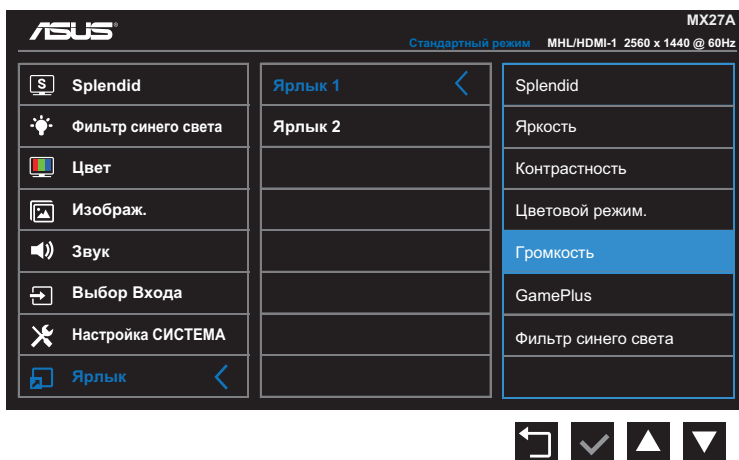 ASUS
MX27A
Стандартный режим MHL/HDMI-1 2560 x 1440 @ 60Hz
S Splendid
Фильтр синего света
Цвет
Изображ.
Звук
Выбор Входа
Настройка СИСТЕМА
Ярлык
Ярлык 1
Ярлык 2
Splendid
Яркость
Контрастность
Цветовой режим.
Громкость
GamePlus
Фильтр синего света